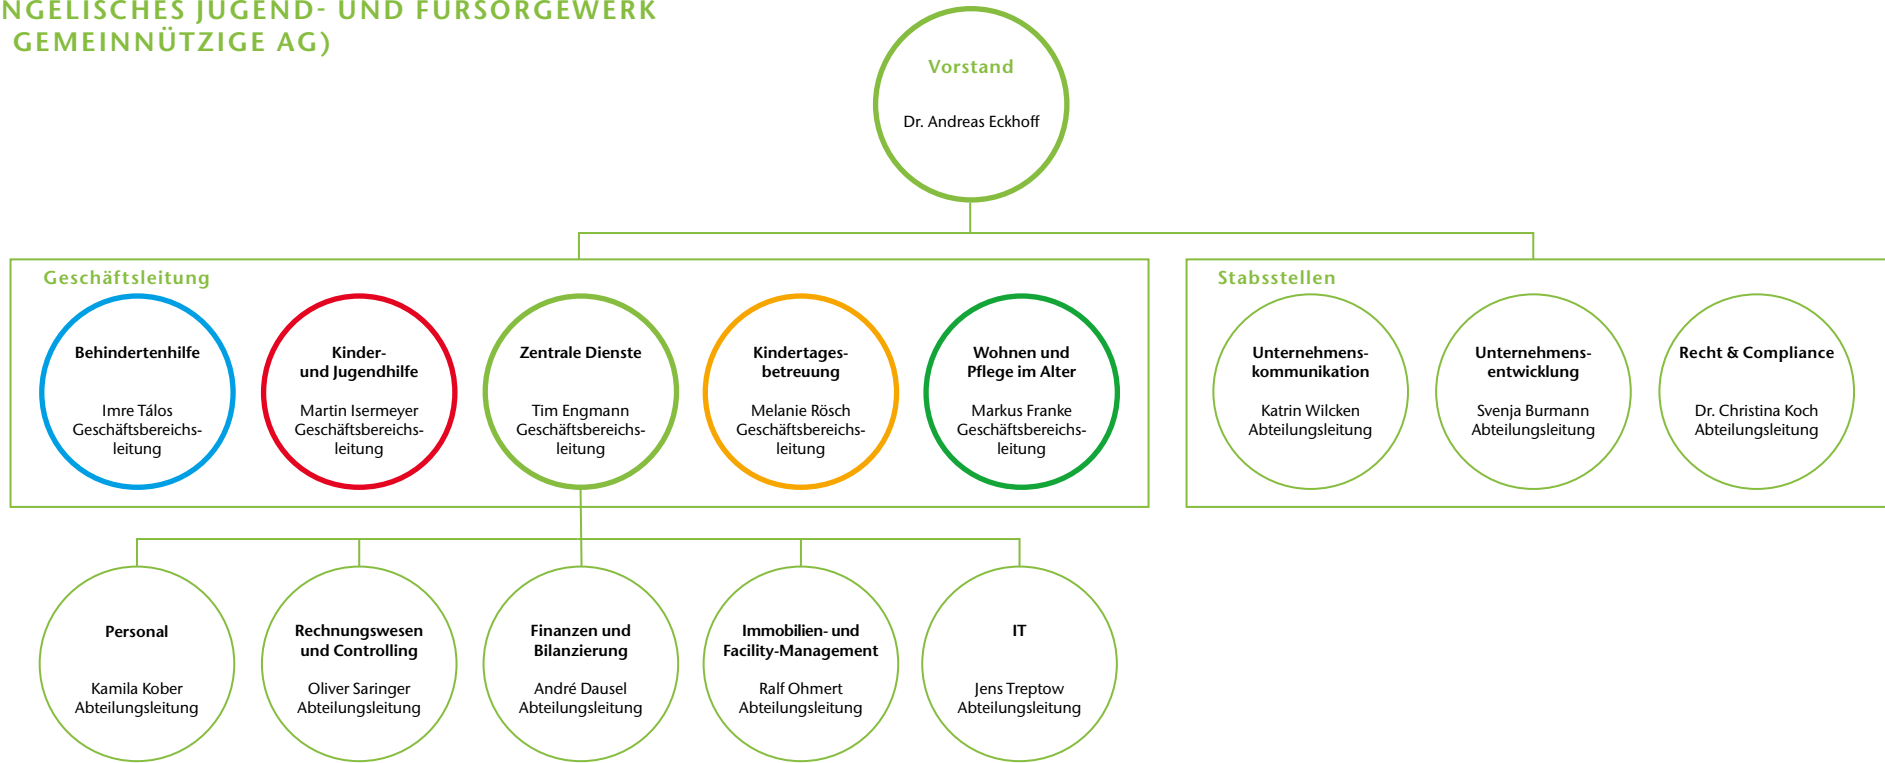 NGELISCHES JUGEND- UND FÜRSORGEWERK
GEMEINNÜTZIGE AG)
Vorstand
Dr. Andreas Eckhoff
Geschäftsleitung
Behindertenhilfe
Imre Tálos
Geschäftsbereichs-
leitung
Kinder-
und Jugendhilfe
Martin Isermeyer
Geschäftsbereichs-
leitung
Zentrale Dienste
Tim Engmann
Geschäftsbereichs-
leitung
Kindertages-
betreuung
Melanie Rösch
Geschäftsbereichs-
leitung
Wohnen und
Pflege im Alter
Markus Franke
Geschäftsbereichs-
leitung
Stabsstellen
Unternehmens-
kommunikation
Katrin Wilcken
Abteilungsleitung
Unternehmens-
entwicklung
Svenja Burmann
Abteilungsleitung
Recht & Compliance
Dr. Christina Koch
Abteilungsleitung
Personal
Kamila Kober
Abteilungsleitung
Rechnungswesen
und Controlling
Oliver Saringer
Abteilungsleitung
Finanzen und
Bilanzierung
André Dausel
Abteilungsleitung
Immobilien- und
Facility-Management
Ralf Ohmert
Abteilungsleitung
IT
Jens Treptow
Abteilungsleitung